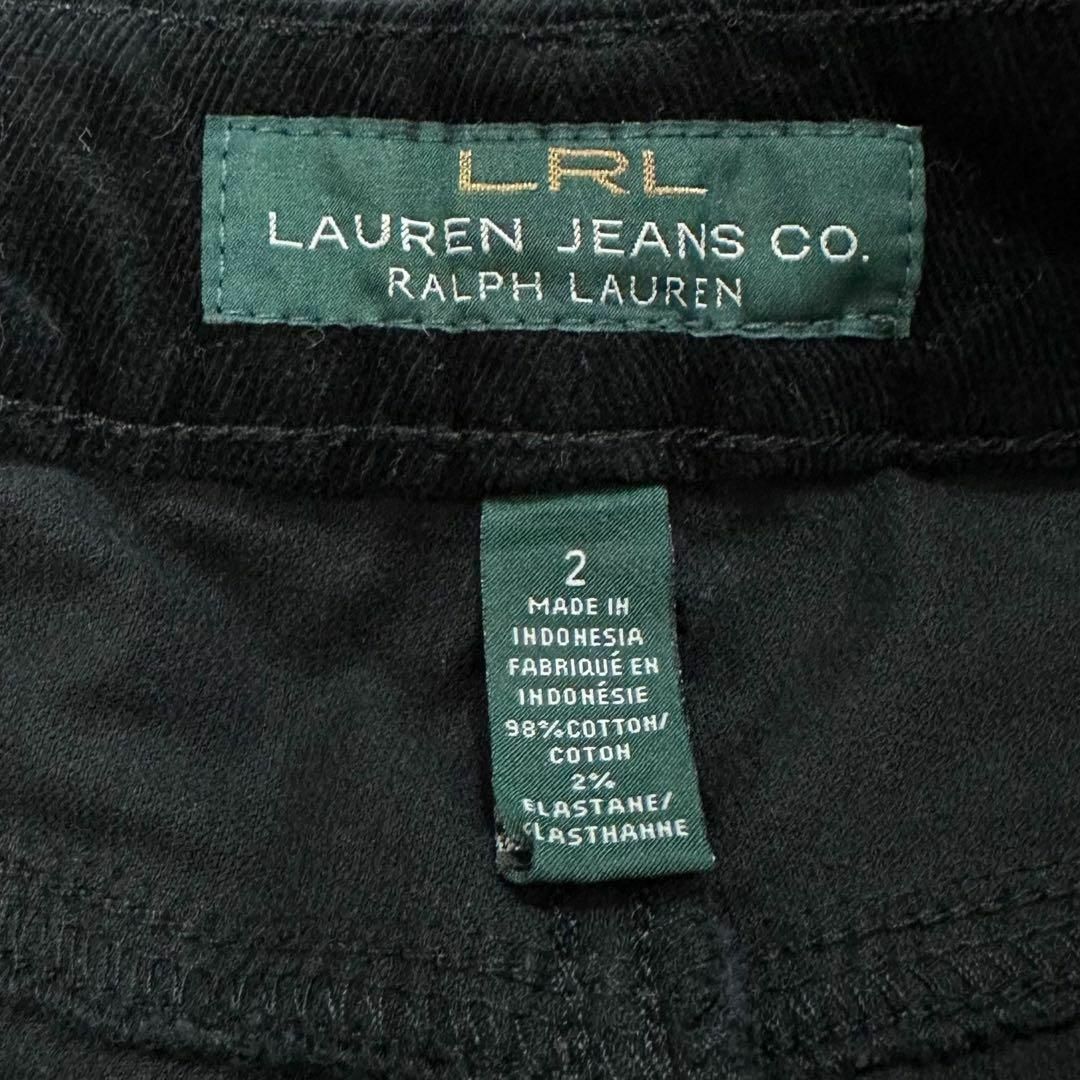 LRL
LAUREN JEANS CO.
RALPH LAUREN
2
MADE IN
INDONESIA
FABRIQUÉ EN
INDONÉSIE
98% COTTON/
COTON
2%
ELASTANE/
ELASTHANNE